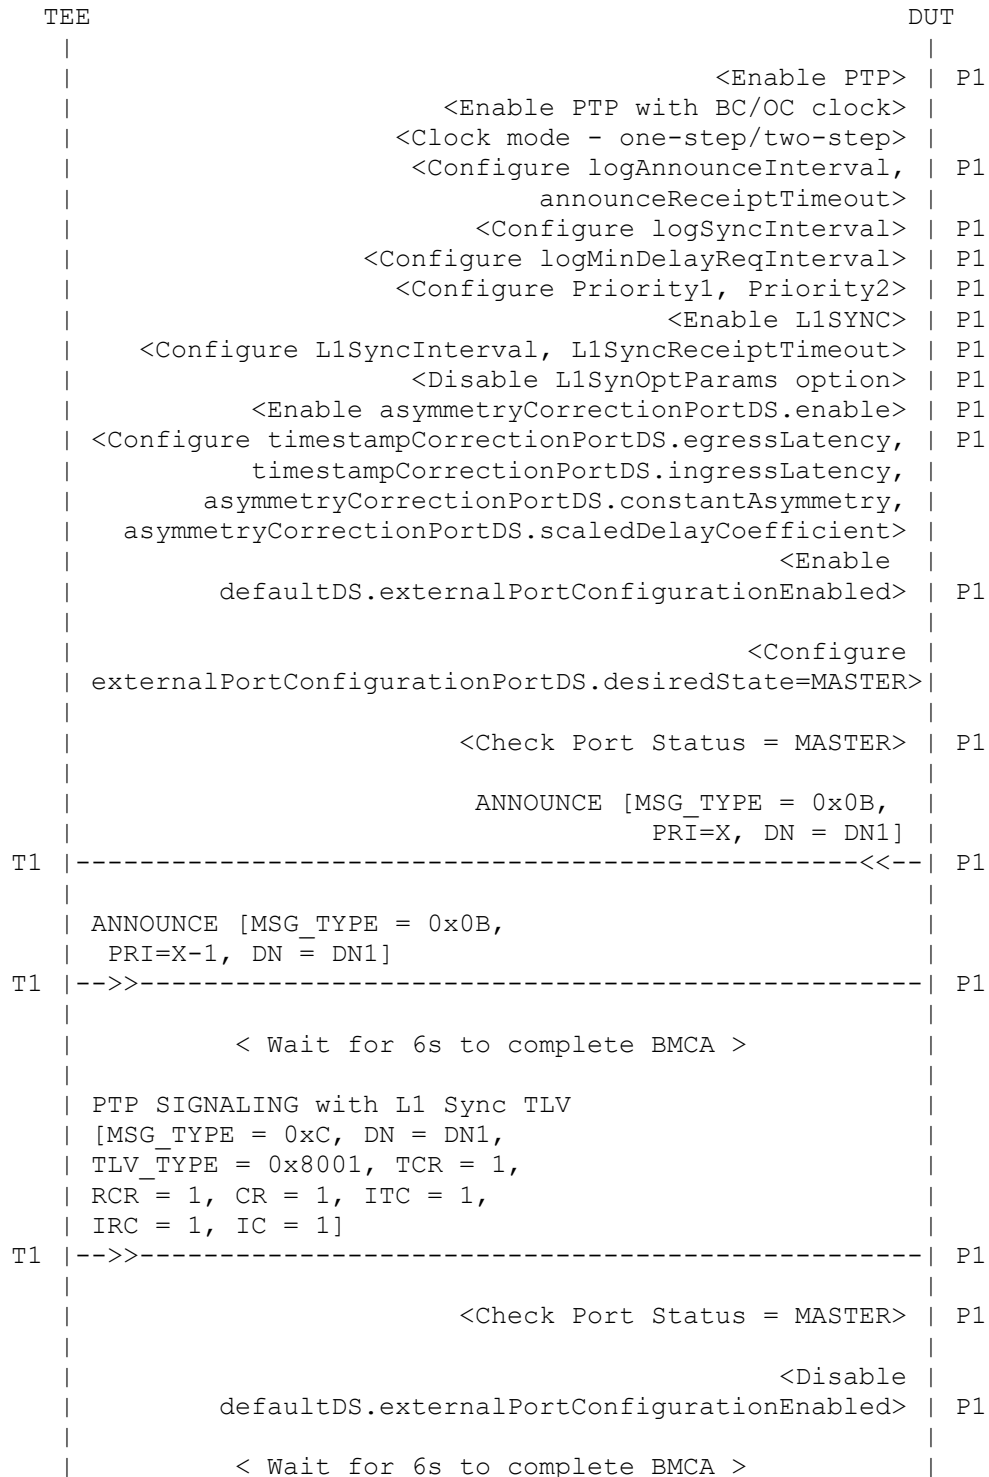 TEE DUT
| |
| <Enable PTP> | P1
| <Enable PTP with BC/OC clock> |
| <Clock mode - one-step/two-step> |
| <Configure logAnnounceInterval, | P1
| announceReceiptTimeout> |
| <Configure logSyncInterval> | P1
| <Configure logMinDelayReqInterval> | P1
| <Configure Priority1, Priority2> | P1
| <Enable L1SYNC> | P1
| <Configure L1SyncInterval, L1SyncReceiptTimeout> | P1
| <Disable L1SynOptParams option> | P1
| <Enable asymmetryCorrectionPortDS.enable> | P1
| <Configure timestampCorrectionPortDS.egressLatency, | P1
| timestampCorrectionPortDS.ingressLatency, |
| asymmetryCorrectionPortDS.constantAsymmetry, |
| asymmetryCorrectionPortDS.scaledDelayCoefficient>
| <Enable |
| defaultDS.externalPortConfigurationEnabled> | P1
| |
| <Configure |
| externalPortConfigurationPortDS.desiredState=MASTER>|
| |
| <Check Port Status = MASTER> | P1
| |
| ANNOUNCE [MSG_TYPE = 0x0B, |
| PRI=X, DN = DN1] |
T1 |-------------------------------------------------<<--| P1
| |
| ANNOUNCE [MSG_TYPE = 0x0B, |
| PRI=X-1, DN = DN1] |
T1 |-->>-------------------------------------------------| P1
| |
| < Wait for 6s to complete BMCA > |
| |
| PTP SIGNALING with L1 Sync TLV |
| [MSG_TYPE = 0xC, DN = DN1, |
| TLV_TYPE = 0x8001, TCR = 1, |
| RCR = 1, CR = 1, ITC = 1, |
| IRC = 1, IC = 1] |
T1 |-->>-------------------------------------------------| P1
| |
| <Check Port Status = MASTER> | P1
| |
| <Disable |
| defaultDS.externalPortConfigurationEnabled> | P1
| |
| < Wait for 6s to complete BMCA > |